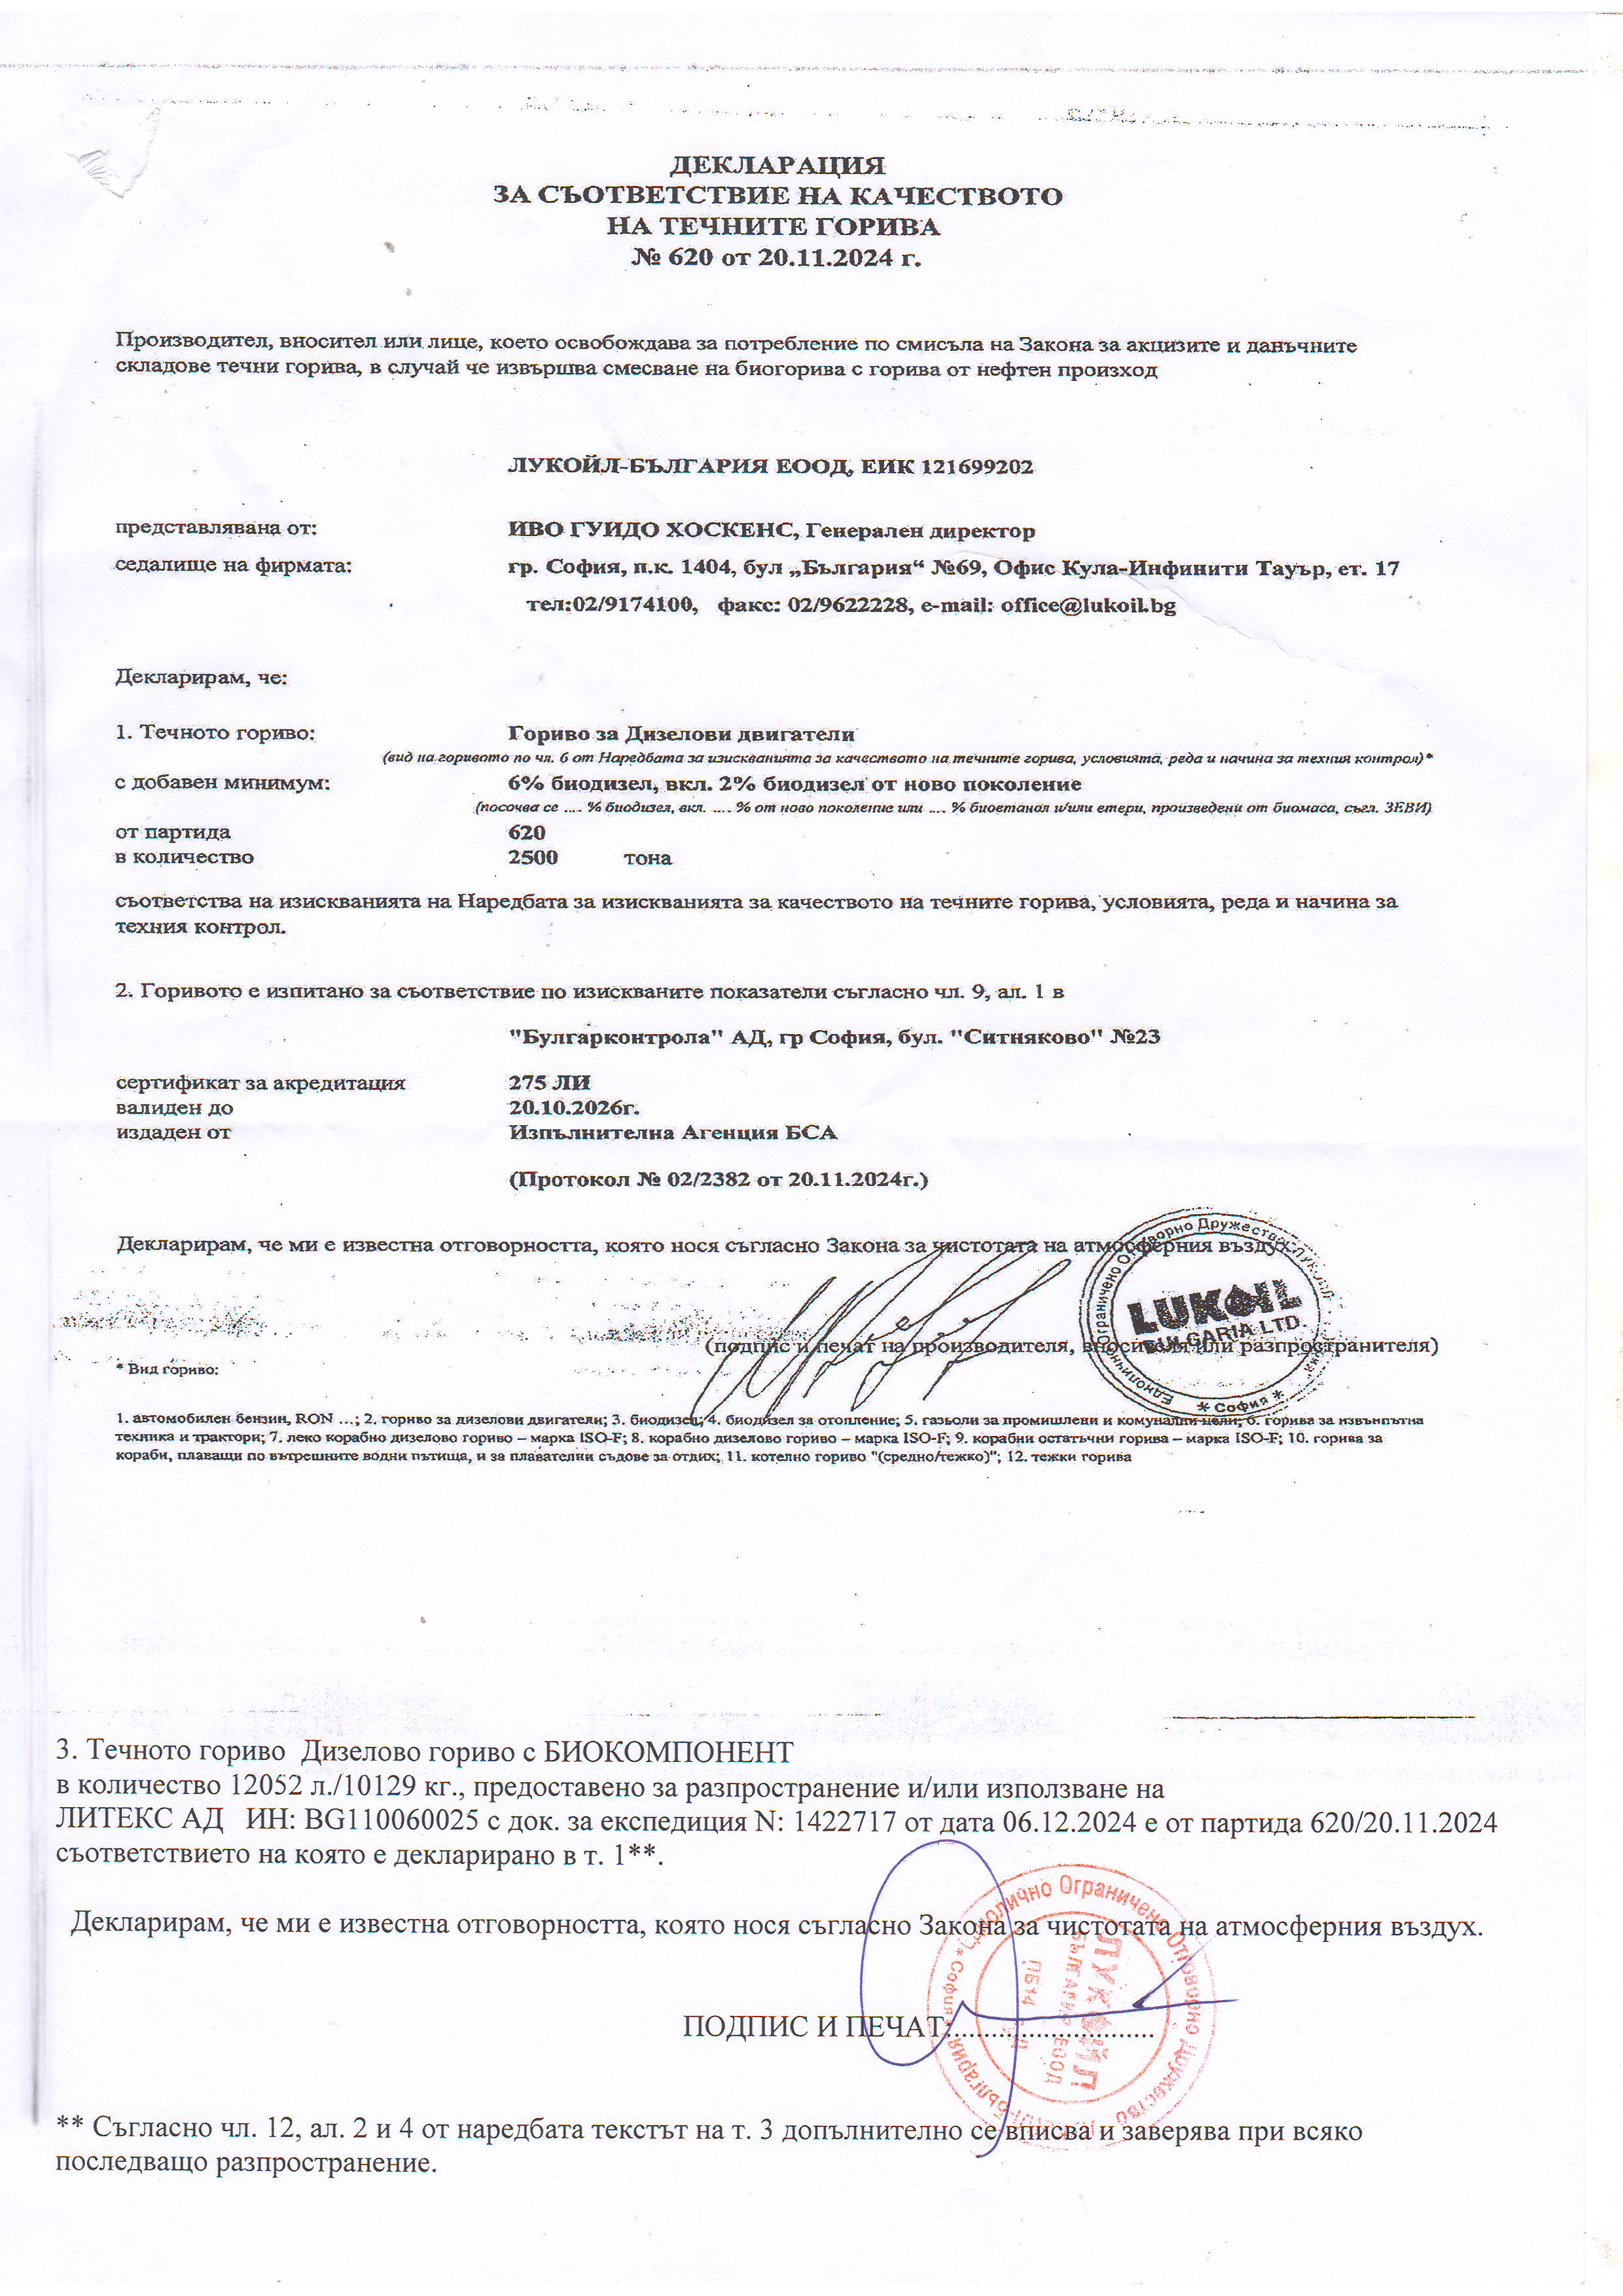 ДЕКЛАРАЦИЯ
ЗА СЪОТВЕТСТВИЕ НА КАЧЕСТВОТО
НА ТЕЧНИТЕ ГОРИВА
№ 620 от 20.11.2024 г.
Производител, вносител или лице, което освобождава за потребление по смисъла на Закона за акцизите и данъчните
складове течни горива, в случай че извършва смесване на биогорива с горива от нефтен произход
ЛУКОЙЛ-БЪЛГАРИЯ ЕООД, ЕИК 121699202
представлявана от: ИВО ГУИДО ХОСКЕНС, Генерален директор
седалище на фирмата: гр. София, п.к. 1404, бул „България“ №69, Офис Кула-Инфинити Тауър, ет. 17
тел:02/9174100, факс: 02/9622228, e-mail: office@lukoil.bg
Декларирам, че:
1. Течното гориво: Гориво за Дизелови двигатели
(вид на горивото по чл. 6 от Наредбата за изискванията за качеството на течните горива, условията, реда и начина за техния контрол)*
с добавен минимум: 6% биодизел, вкл. 2% биодизел от ново поколение
(посочва се .... % биодизел, вкл. .... % от ново поколение или .... % биоетанол и/или етери, произведени от биомаса, съгл. ЗЕВИ)
от партида 620
в количество 2500 тона
съответства на изискванията на Наредбата за изискванията за качеството на течните горива, условията, реда и начина за
техния контрол.
2. Горивото е изпитано за съответствие по изискваните показатели съгласно чл. 9, ал. 1 в
"Булгарконтрола" АД, гр София, бул. "Ситняково" №23
сертификат за акредитация 275 ЛИ
валиден до 20.10.2026г.
издаден от Изпълнителна Агенция БСА
(Протокол № 02/2382 от 20.11.2024г.)
Декларирам, че ми е известна отговорността, която нося съгласно Закона за чистотата на атмосферния въздух.
Еднолично Ограничено Отговорно Дружество
LUKOIL
BULGARIA LTD.
* София *
(подпис и печат на производителя, вносителя или разпространителя)
* Вид гориво:
1. автомобилен бензин, RON ...; 2. гориво за дизелови двигатели; 3. биодизел; 4. биодизел за отопление; 5. газьоли за промишлени и комунални цели; 6. горива за извънпътна
техника и трактори; 7. леко корабно дизелово гориво – марка ISO-F; 8. корабно дизелово гориво – марка ISO-F; 9. корабни остатъчни горива – марка ISO-F; 10. горива за
кораби, плаващи по вътрешните водни пътища, и за плавателни съдове за отдих; 11. котелно гориво "(средно/тежко)"; 12. тежки горива
3. Течното гориво Дизелово гориво с БИОКОМПОНЕНТ
в количество 12052 л./10129 кг., предоставено за разпространение и/или използване на
ЛИТЕКС АД ИН: BG110060025 с док. за експедиция N: 1422717 от дата 06.12.2024 е от партида 620/20.11.2024
съответствието на която е декларирано в т. 1**.
Декларирам, че ми е известна отговорността, която нося съгласно Закона за чистотата на атмосферния въздух.
ПОДПИС И ПЕЧАТ:............................
Еднолично Ограничено Отговорно Дружество
* София *
ЛУКОЙЛ
БЪЛГАРИЯ ЕООД
** Съгласно чл. 12, ал. 2 и 4 от наредбата текстът на т. 3 допълнително се вписва и заверява при всяко
последващо разпространение.